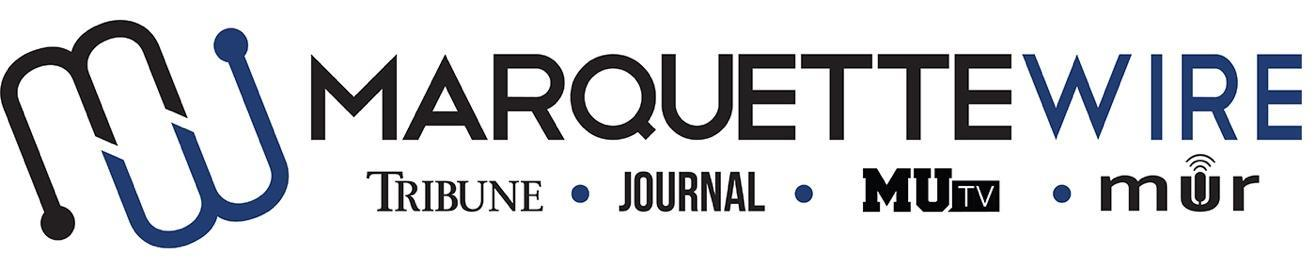 MARQUETTEWIRE
TRIBUNE • JOURNAL • MUTV • mur